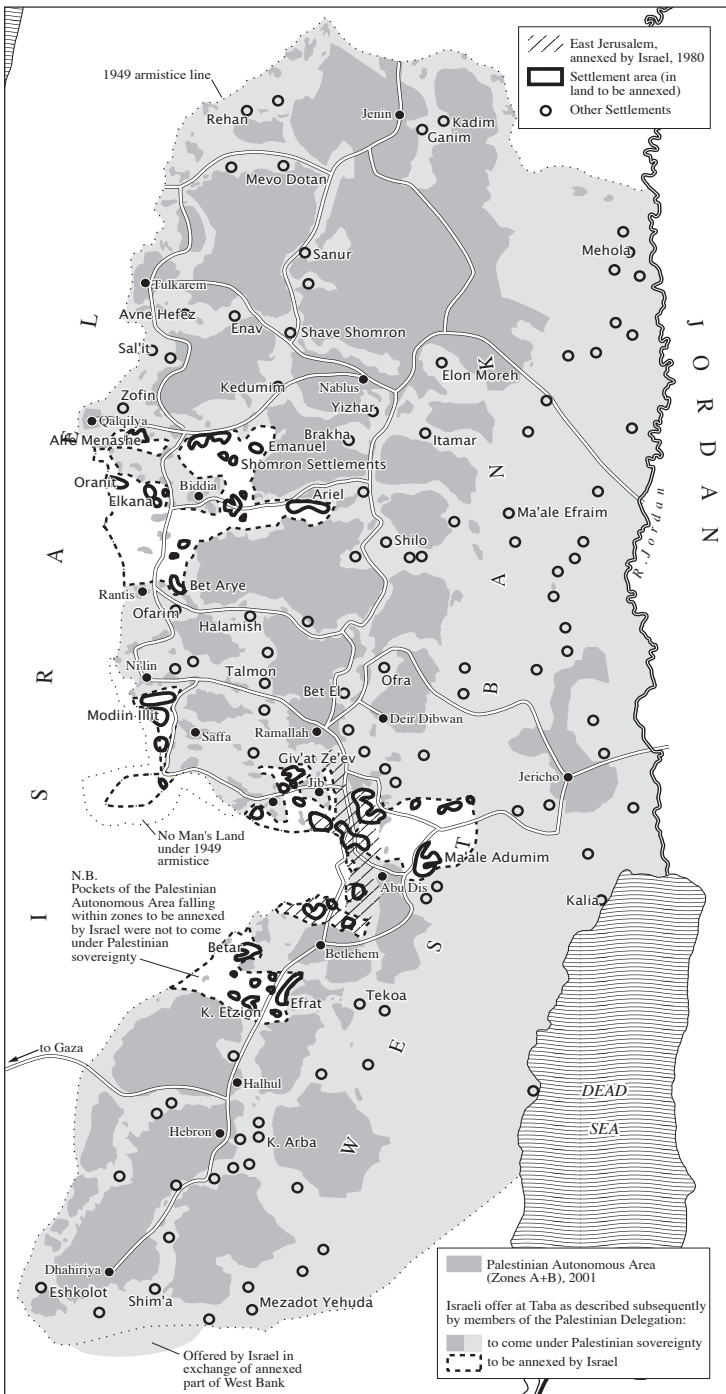 East Jerusalem,
annexed by Israel, 1980
Settlement area (in
land to be annexed)
Other Settlements
1949 armistice line
Rehan
Jenin
Kadim
Ganim
Mevo Dotan
Sanur
Mehola
Tulkarem
Avne Hefez
Enav
Shave Shomron
Sal'it
Elon Moreh
Kedumim
Nablus
Zofin
Yizhar
Qalqilya
Alfe Menashe
Brakha
Itamar
Emanuel
Shomron Settlements
Oranit
Biddia
Ariel
Elkana
Ma'ale Efraim
Shilo
Bet Arye
Rantis
Ofarim
Halamish
Ni'lin
Talmon
Ofra
Bet El
Modiin Illit
Deir Dibwan
Saffa
Ramallah
Giv'at Ze'ev
Jib
Jericho
No Man's Land
under 1949
armistice
Ma'ale Adumim
N.B.
Pockets of the Palestinian
Autonomous Area falling
within zones to be annexed
by Israel were not to come
under Palestinian
sovereignty
Abu Dis
Kalia
Betar
Betlehem
Efrat
K. Etzion
Tekoa
to Gaza
Halhul
Hebron
K. Arba
Dhahiriya
Eshkolot
Shim'a
Mezadot Yehuda
Offered by Israel in
exchange of annexed
part of West Bank
ISRAEL
WEST BANK
JORDAN
R. Jordan
DEAD
SEA
Palestinian Autonomous Area
(Zones A+B), 2001
Israeli offer at Taba as described subsequently
by members of the Palestinian Delegation:
to come under Palestinian sovereignty
to be annexed by Israel